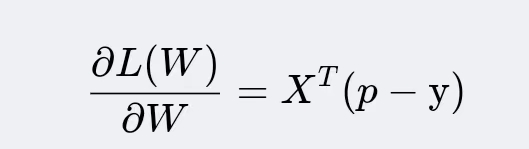 ∂L(W)/∂W = X^T(p − y)